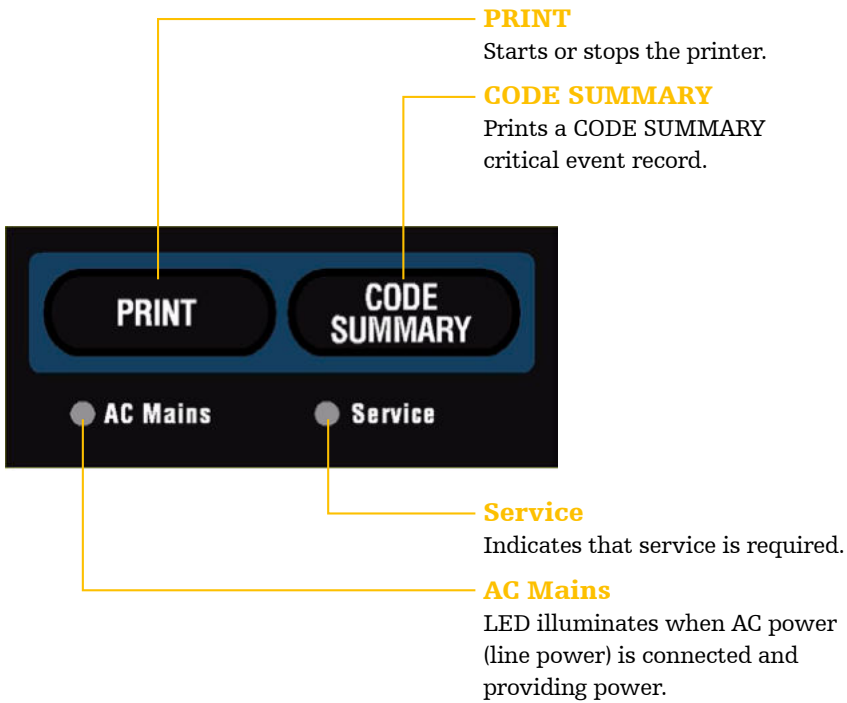 PRINT
Starts or stops the printer.
CODE SUMMARY
Prints a CODE SUMMARY
critical event record.
PRINT
CODE
SUMMARY
AC Mains
Service
Service
Indicates that service is required.
AC Mains
LED illuminates when AC power
(line power) is connected and
providing power.